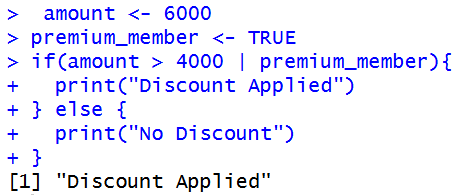 >  amount <- 6000
> premium_member <- TRUE
> if(amount > 4000 | premium_member){
+   print("Discount Applied")
+ } else {
+   print("No Discount")
+ }
[1] "Discount Applied"